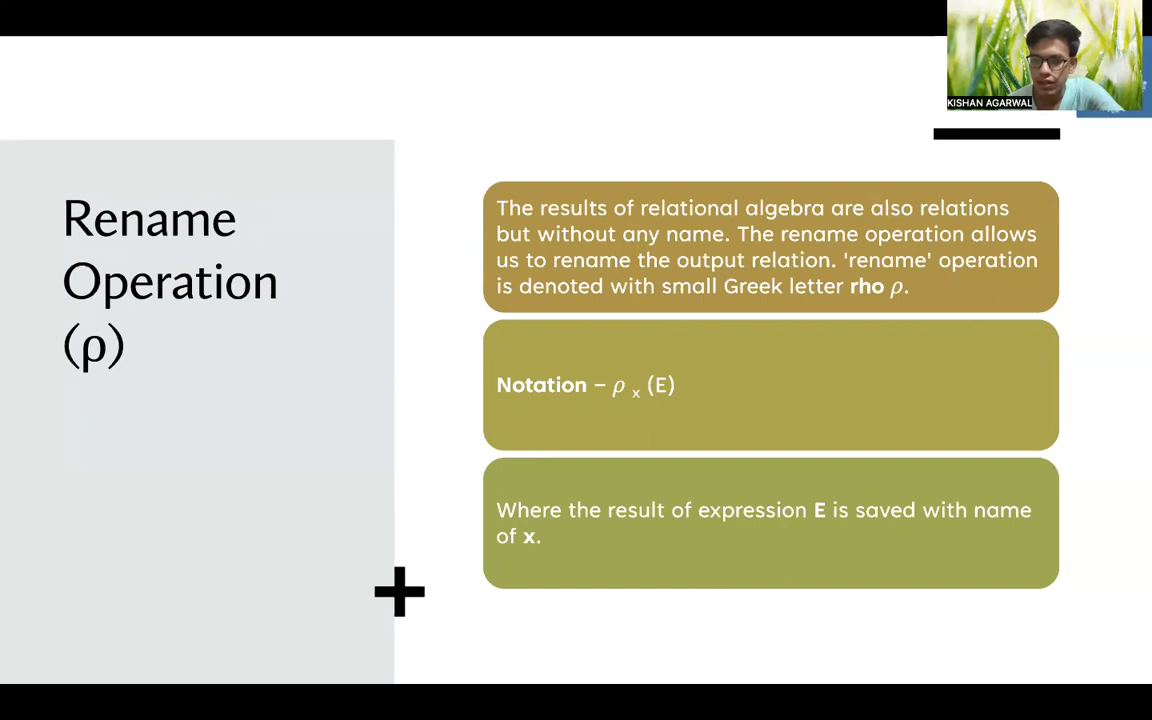 KISHAN AGARWAL
Rename
Operation
(ρ)
The results of relational algebra are also relations
but without any name. The rename operation allows
us to rename the output relation. 'rename' operation
is denoted with small Greek letter rho ρ.
Notation – ρ x (E)
Where the result of expression E is saved with name
of x.